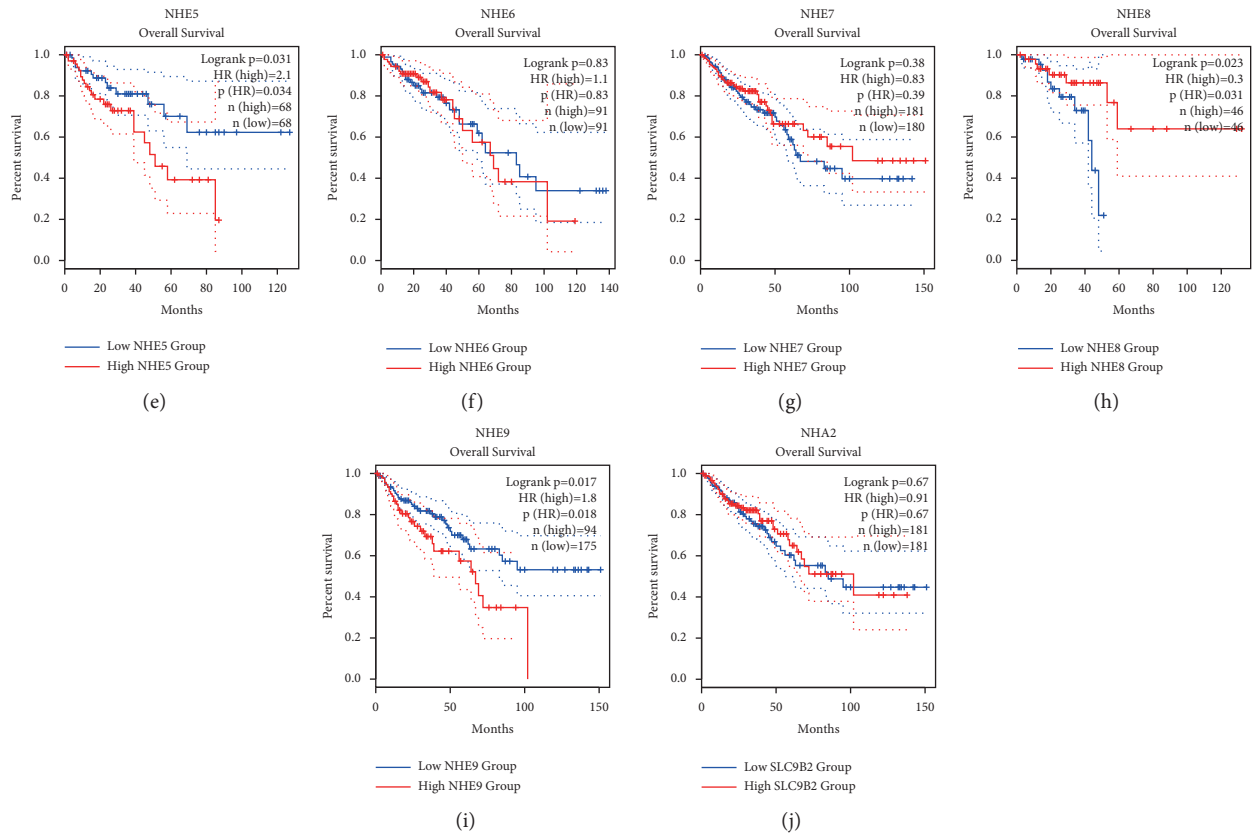 NHE5
Overall Survival
Logrank p=0.031
HR (high)=2.1
p (HR)=0.034
n (high)=68
n (low)=68
Percent survival
1.0
0.8
0.6
0.4
0.2
0.0
0 20 40 60 80 100 120
Months
Low NHE5 Group
High NHE5 Group
(e)
NHE6
Overall Survival
Logrank p=0.83
HR (high)=1.1
p (HR)=0.83
n (high)=91
n (low)=91
Percent survival
1.0
0.8
0.6
0.4
0.2
0.0
0 20 40 60 80 100 120 140
Months
Low NHE6 Group
High NHE6 Group
(f)
NHE7
Overall Survival
Logrank p=0.38
HR (high)=0.83
p (HR)=0.39
n (high)=181
n (low)=180
Percent survival
1.0
0.8
0.6
0.4
0.2
0.0
0 50 100 150
Months
Low NHE7 Group
High NHE7 Group
(g)
NHE8
Overall Survival
Logrank p=0.023
HR (high)=0.3
p (HR)=0.031
n (high)=46
n (low)=46
Percent survival
1.0
0.8
0.6
0.4
0.2
0.0
0 20 40 60 80 100 120
Months
Low NHE8 Group
High NHE8 Group
(h)
NHE9
Overall Survival
Logrank p=0.017
HR (high)=1.8
p (HR)=0.018
n (high)=94
n (low)=175
Percent survival
1.0
0.8
0.6
0.4
0.2
0.0
0 50 100 150
Months
Low NHE9 Group
High NHE9 Group
(i)
NHA2
Overall Survival
Logrank p=0.67
HR (high)=0.91
p (HR)=0.67
n (high)=181
n (low)=181
Percent survival
1.0
0.8
0.6
0.4
0.2
0.0
0 50 100 150
Months
Low SLC9B2 Group
High SLC9B2 Group
(j)